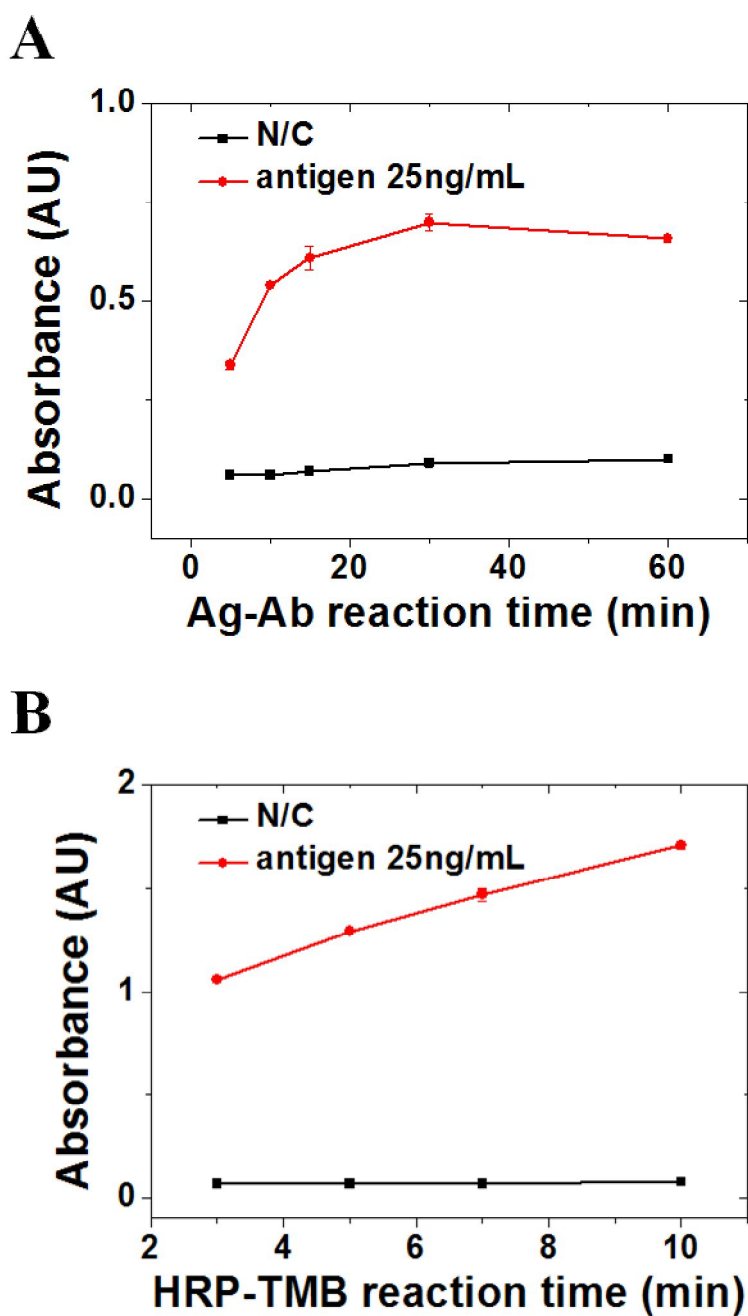 A
1.0
N/C
antigen 25ng/mL
0.5
0.0
Absorbance (AU)
0 20 40 60
Ag-Ab reaction time (min)
B
2
N/C
antigen 25ng/mL
1
0
Absorbance (AU)
2 4 6 8 10
HRP-TMB reaction time (min)